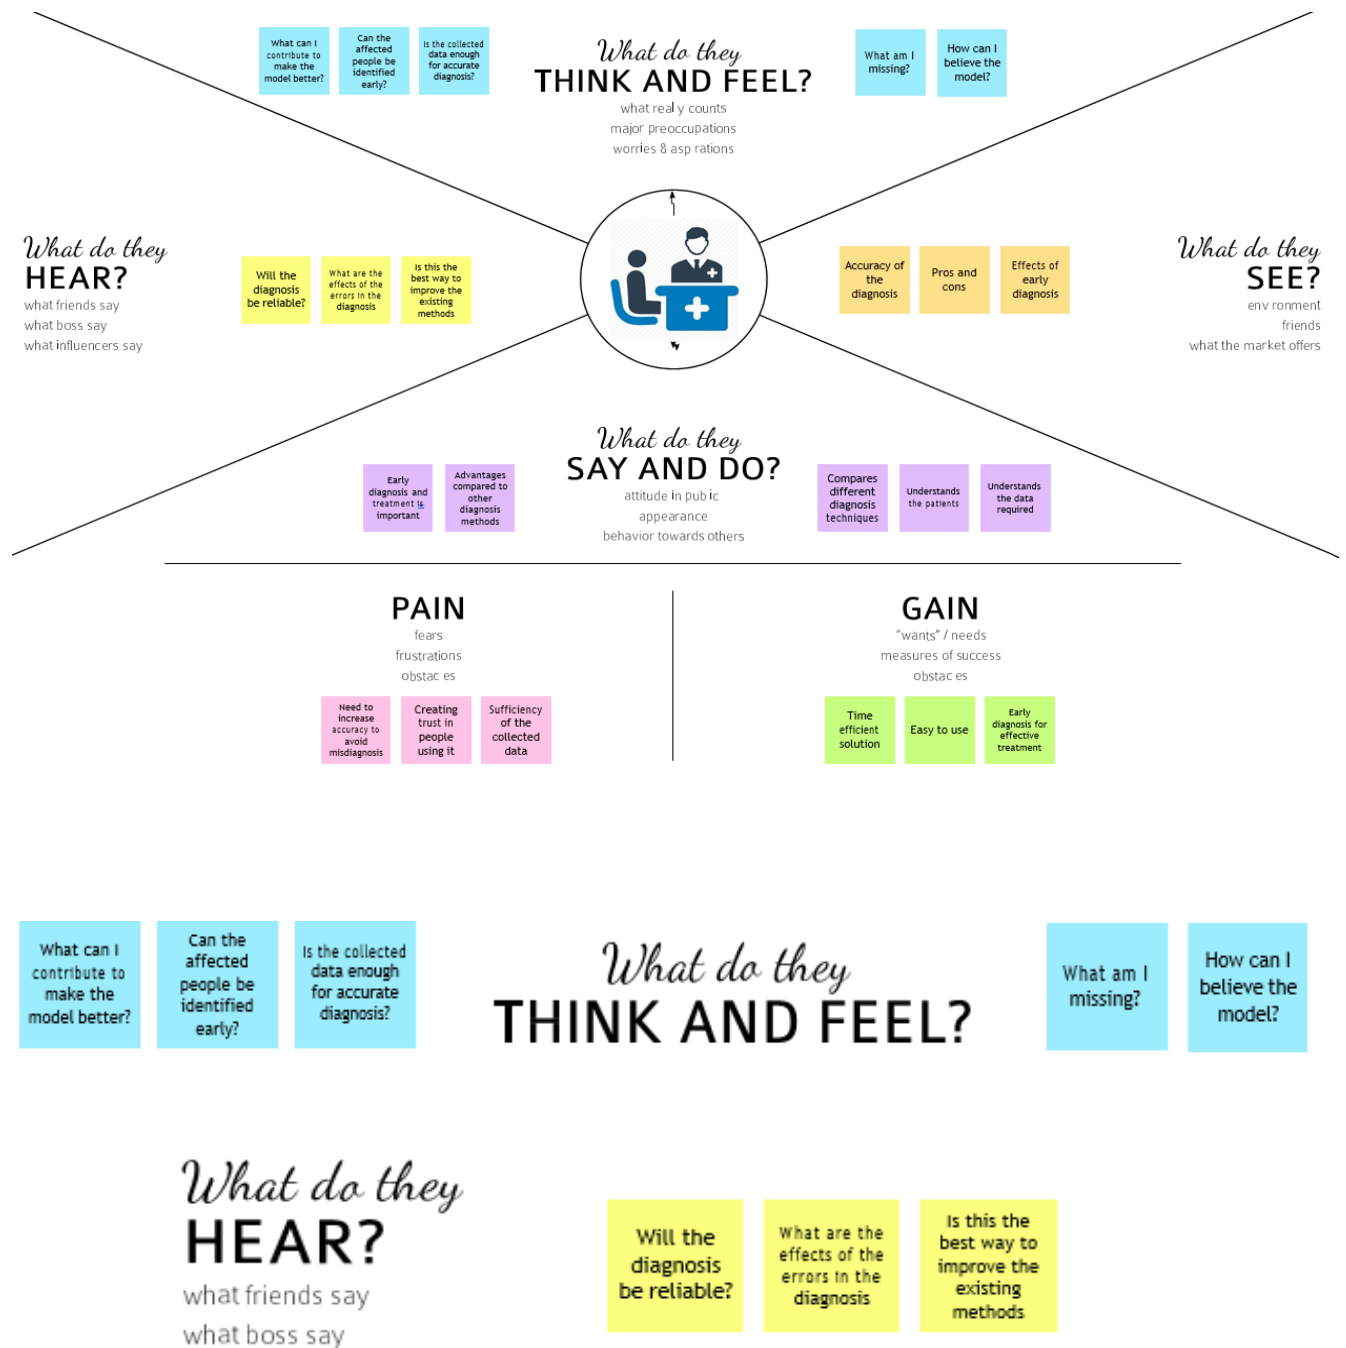 What can I
contribute to
make the
model better?
Can the
affected
people be
identified
early?
Is the collected
data enough
for accurate
diagnosis?
What do they
THINK AND FEEL?
what real y counts
major preoccupations
worries & asp rations
What am I
missing?
How can I
believe the
model?
What do they
HEAR?
what friends say
what boss say
what influencers say
Will the
diagnosis
be reliable?
What are the
effects of the
errors in the
diagnosis
Is this the
best way to
improve the
existing
methods
Accuracy of
the
diagnosis
Pros and
cons
Effects of
early
diagnosis
What do they
SEE?
env ronment
friends
what the market offers
Early
diagnosis and
treatment is
important
Advantages
compared to
other
diagnosis
methods
What do they
SAY AND DO?
attitude in pub ic
appearance
behavior towards others
Compares
different
diagnosis
techniques
Understands
the patients
Understands
the data
required
PAIN
fears
frustrations
obstac es
Need to
increase
accuracy to
avoid
misdiagnosis
Creating
trust in
people
using it
Sufficiency
of the
collected
data
GAIN
"wants" / needs
measures of success
obstac es
Time
efficient
solution
Easy to use
Early
diagnosis for
effective
treatment
What can I
contribute to
make the
model better?
Can the
affected
people be
identified
early?
Is the collected
data enough
for accurate
diagnosis?
What do they
THINK AND FEEL?
What am I
missing?
How can I
believe the
model?
What do they
HEAR?
what friends say
what boss say
Will the
diagnosis
be reliable?
What are the
effects of the
errors in the
diagnosis
Is this the
best way to
improve the
existing
methods